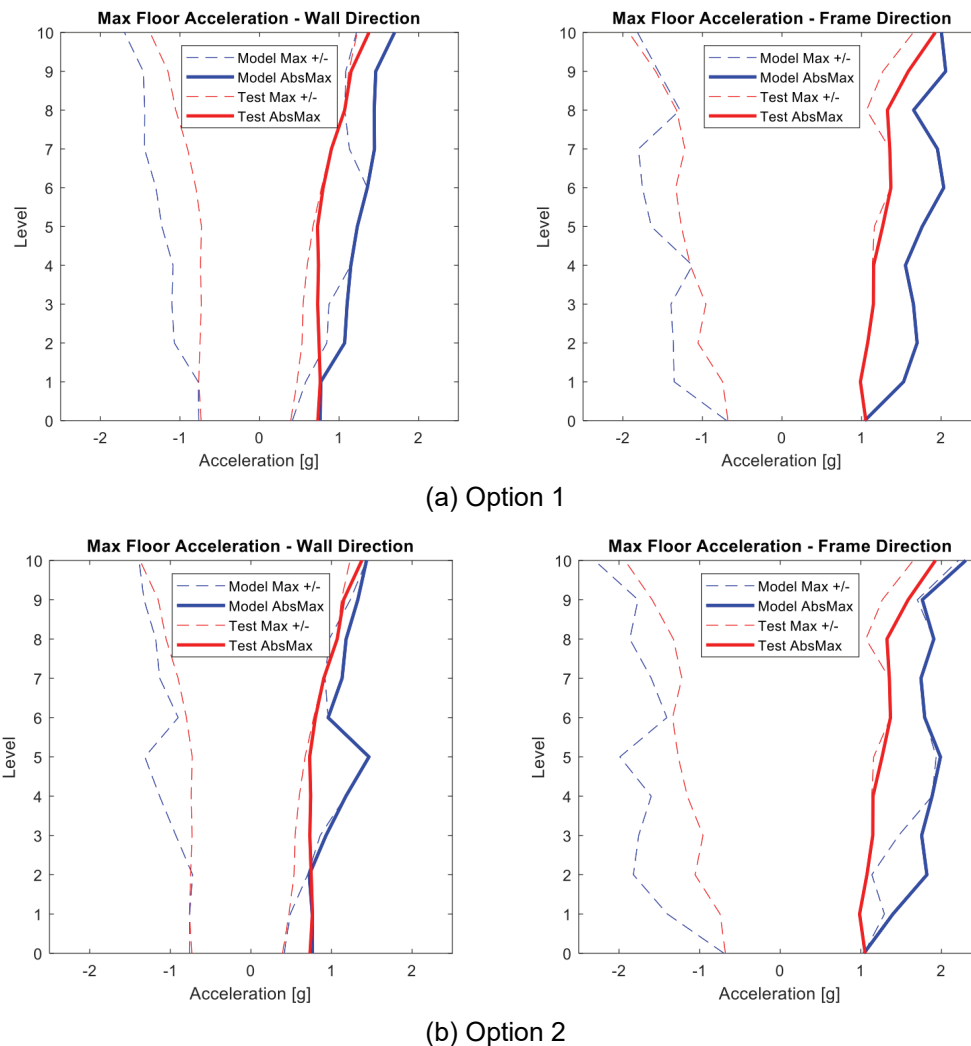 Max Floor Acceleration - Wall Direction
10
9
8
7
6
5
4
3
2
1
0
Level
Model Max +/-
Model AbsMax
Test Max +/-
Test AbsMax
-2 -1 0 1 2
Acceleration [g]
Max Floor Acceleration - Frame Direction
10
9
8
7
6
5
4
3
2
1
0
Level
Model Max +/-
Model AbsMax
Test Max +/-
Test AbsMax
-2 -1 0 1 2
Acceleration [g]
(a) Option 1
Max Floor Acceleration - Wall Direction
10
9
8
7
6
5
4
3
2
1
0
Level
Model Max +/-
Model AbsMax
Test Max +/-
Test AbsMax
-2 -1 0 1 2
Acceleration [g]
Max Floor Acceleration - Frame Direction
10
9
8
7
6
5
4
3
2
1
0
Level
Model Max +/-
Model AbsMax
Test Max +/-
Test AbsMax
-2 -1 0 1 2
Acceleration [g]
(b) Option 2